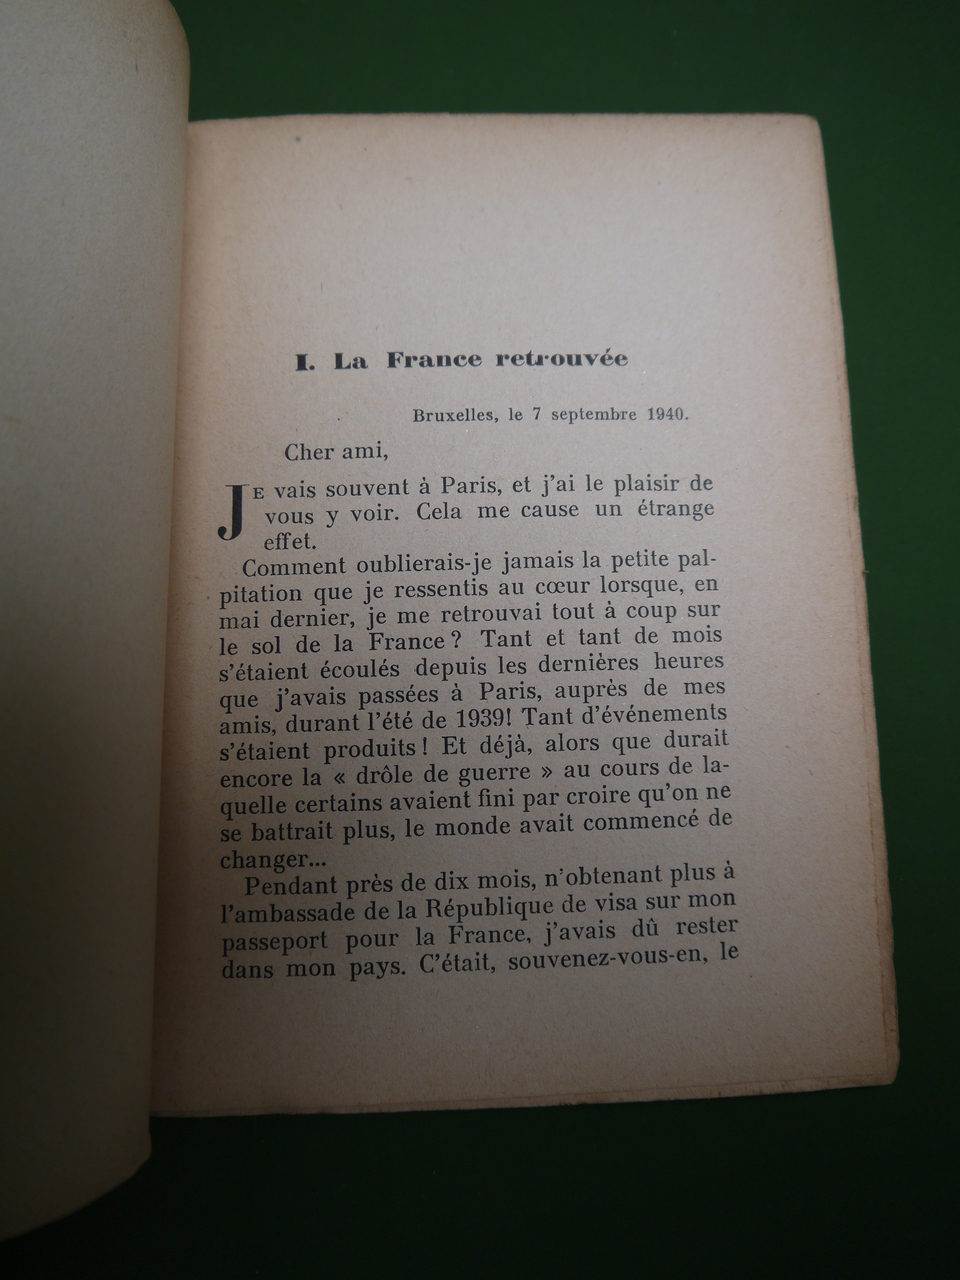 I. La France retrouvée
Bruxelles, le 7 septembre 1940.
Cher ami,
JE vais souvent à Paris, et j'ai le plaisir de
vous y voir. Cela me cause un étrange
effet.
Comment oublierais-je jamais la petite pal-
pitation que je ressentis au cœur lorsque, en
mai dernier, je me retrouvai tout à coup sur
le sol de la France ? Tant et tant de mois
s'étaient écoulés depuis les dernières heures
que j'avais passées à Paris, auprès de mes
amis, durant l'été de 1939! Tant d'événements
s'étaient produits ! Et déjà, alors que durait
encore la « drôle de guerre » au cours de la-
quelle certains avaient fini par croire qu'on ne
se battrait plus, le monde avait commencé de
changer...
Pendant près de dix mois, n'obtenant plus à
l'ambassade de la République de visa sur mon
passeport pour la France, j'avais dû rester
dans mon pays. C'était, souvenez-vous-en, le